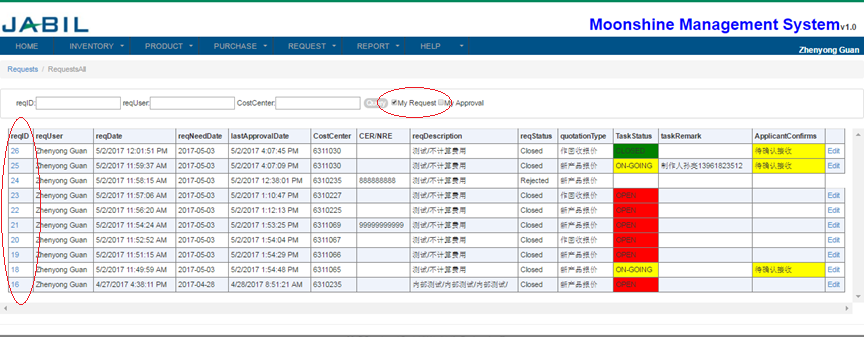 JABIL
Moonshine Management System v1.0
HOME INVENTORY PRODUCT PURCHASE REQUEST REPORT HELP
Zhenyong Guan
Requests / RequestsAll
reqID: reqUser: CostCenter: My Request My Approval
reqID reqUser reqDate reqNeedDate lastApprovalDate CostCenter CER/NRE reqDescription reqStatus quotationType TaskStatus taskRemark ApplicantConfirms
26 Zhenyong Guan 5/2/2017 12:01:51 PM 2017-05-03 5/2/2017 4:07:45 PM 6311030 测试/不计算费用 Closed 作图收报价 CLOSED 待确认接收 Edit
25 Zhenyong Guan 5/2/2017 11:59:37 AM 2017-05-03 5/2/2017 4:07:09 PM 6311030 测试/不计算费用 Closed 新产品报价 ON-GOING 制作人孙亮13961823512 待确认接收 Edit
24 Zhenyong Guan 5/2/2017 11:58:15 AM 2017-05-03 5/2/2017 12:38:01 PM 6310235 888888888 测试/不计算费用 Rejected 新产品报价
23 Zhenyong Guan 5/2/2017 11:57:06 AM 2017-05-03 5/2/2017 1:10:47 PM 6310227 测试/不计算费用 Closed 作图收报价 OPEN Edit
22 Zhenyong Guan 5/2/2017 11:56:20 AM 2017-05-03 5/2/2017 1:12:13 PM 6310225 测试/不计算费用 Closed 新产品报价 OPEN Edit
21 Zhenyong Guan 5/2/2017 11:54:24 AM 2017-05-03 5/2/2017 1:53:25 PM 6311069 99999999999 测试/不计算费用 Closed 新产品报价 OPEN Edit
20 Zhenyong Guan 5/2/2017 11:52:52 AM 2017-05-03 5/2/2017 1:54:04 PM 6311067 测试/不计算费用 Closed 作图收报价 OPEN Edit
19 Zhenyong Guan 5/2/2017 11:51:15 AM 2017-05-03 5/2/2017 1:54:29 PM 6311066 测试/不计算费用 Closed 新产品报价 OPEN Edit
18 Zhenyong Guan 5/2/2017 11:49:59 AM 2017-05-03 5/2/2017 1:54:48 PM 6311065 测试/不计算费用 Closed 新产品报价 ON-GOING 待确认接收 Edit
16 Zhenyong Guan 4/27/2017 4:38:11 PM 2017-04-28 4/28/2017 8:51:21 AM 6310235 内部测试/内部测试/内部测试/ Closed 新产品报价 OPEN Edit